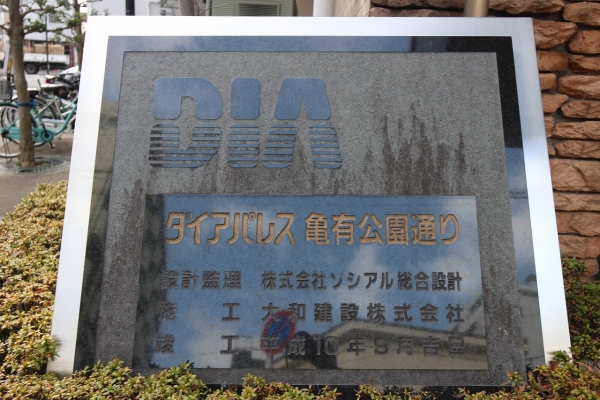 DIA
ダイアパレス 亀有公園通り
設計監理 株式会社ソシアル総合設計
施工 大和建設株式会社
竣工 平成10年9月吉日